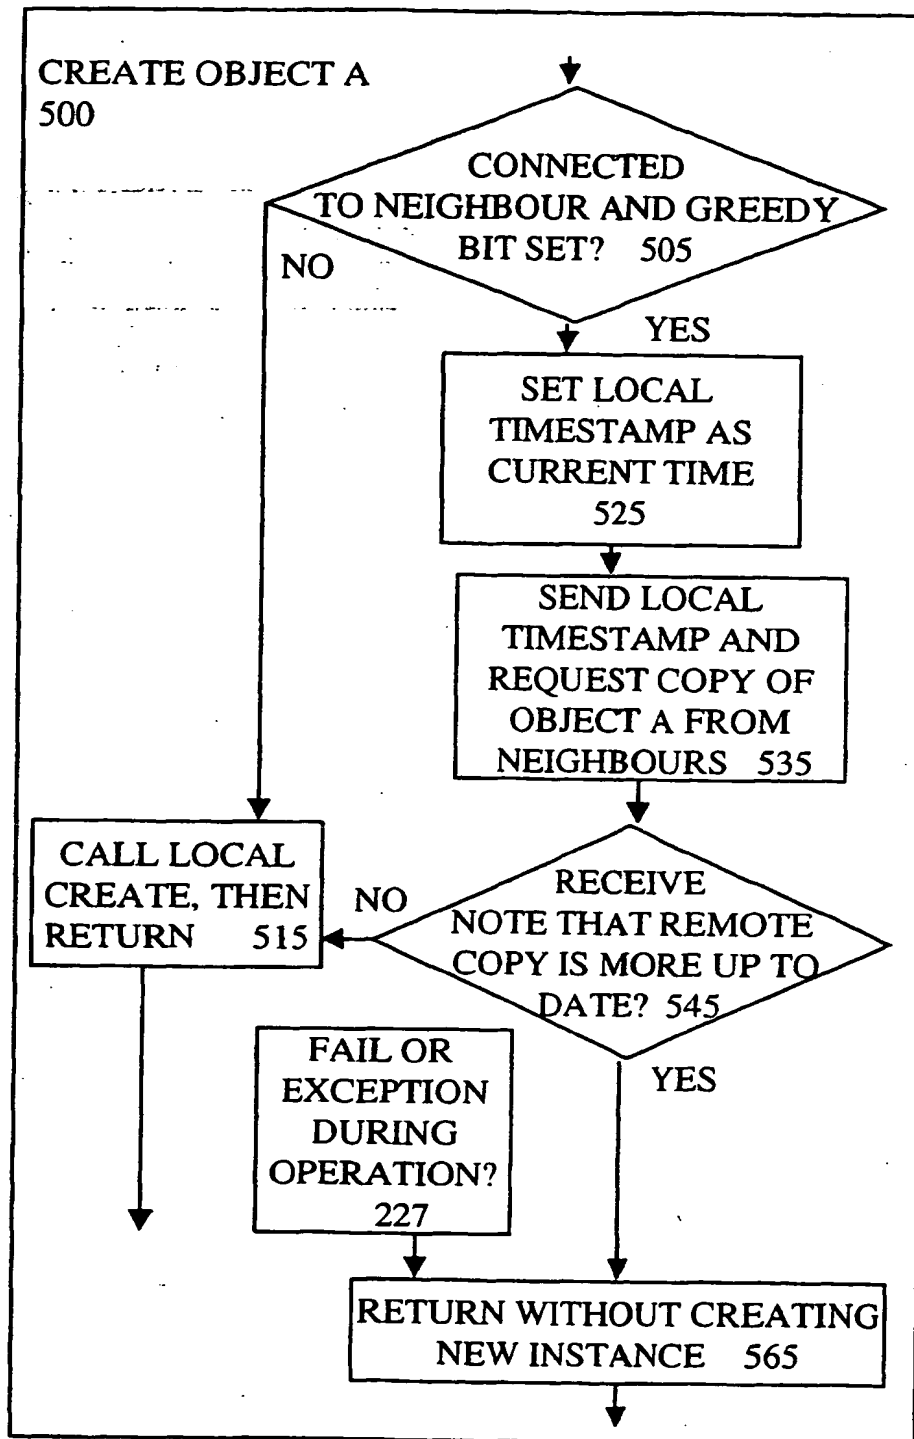 CREATE OBJECT A
500
CONNECTED
TO NEIGHBOUR AND GREEDY
BIT SET? 505
NO
YES
SET LOCAL
TIMESTAMP AS
CURRENT TIME
525
SEND LOCAL
TIMESTAMP AND
REQUEST COPY OF
OBJECT A FROM
NEIGHBOURS 535
CALL LOCAL
CREATE, THEN
RETURN 515
NO
RECEIVE
NOTE THAT REMOTE
COPY IS MORE UP TO
DATE? 545
YES
FAIL OR
EXCEPTION
DURING
OPERATION?
227
RETURN WITHOUT CREATING
NEW INSTANCE 565